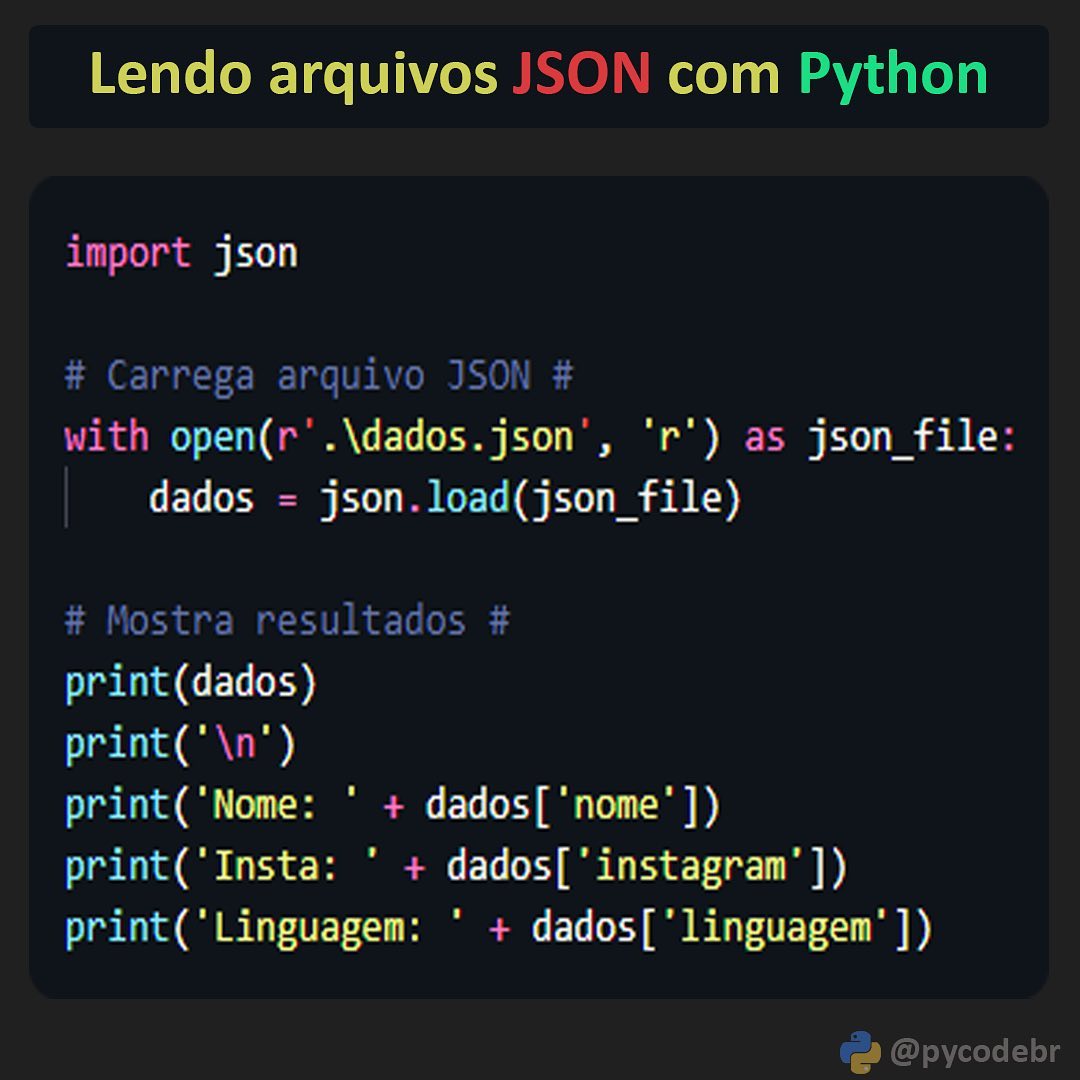 Lendo arquivos JSON com Python
import json
# Carrega arquivo JSON #
with open(r'.\dados.json', 'r') as json_file:
    dados = json.load(json_file)
# Mostra resultados #
print(dados)
print('\n')
print('Nome: ' + dados['nome'])
print('Insta: ' + dados['instagram'])
print('Linguagem: ' + dados['linguagem'])
@pycodebr